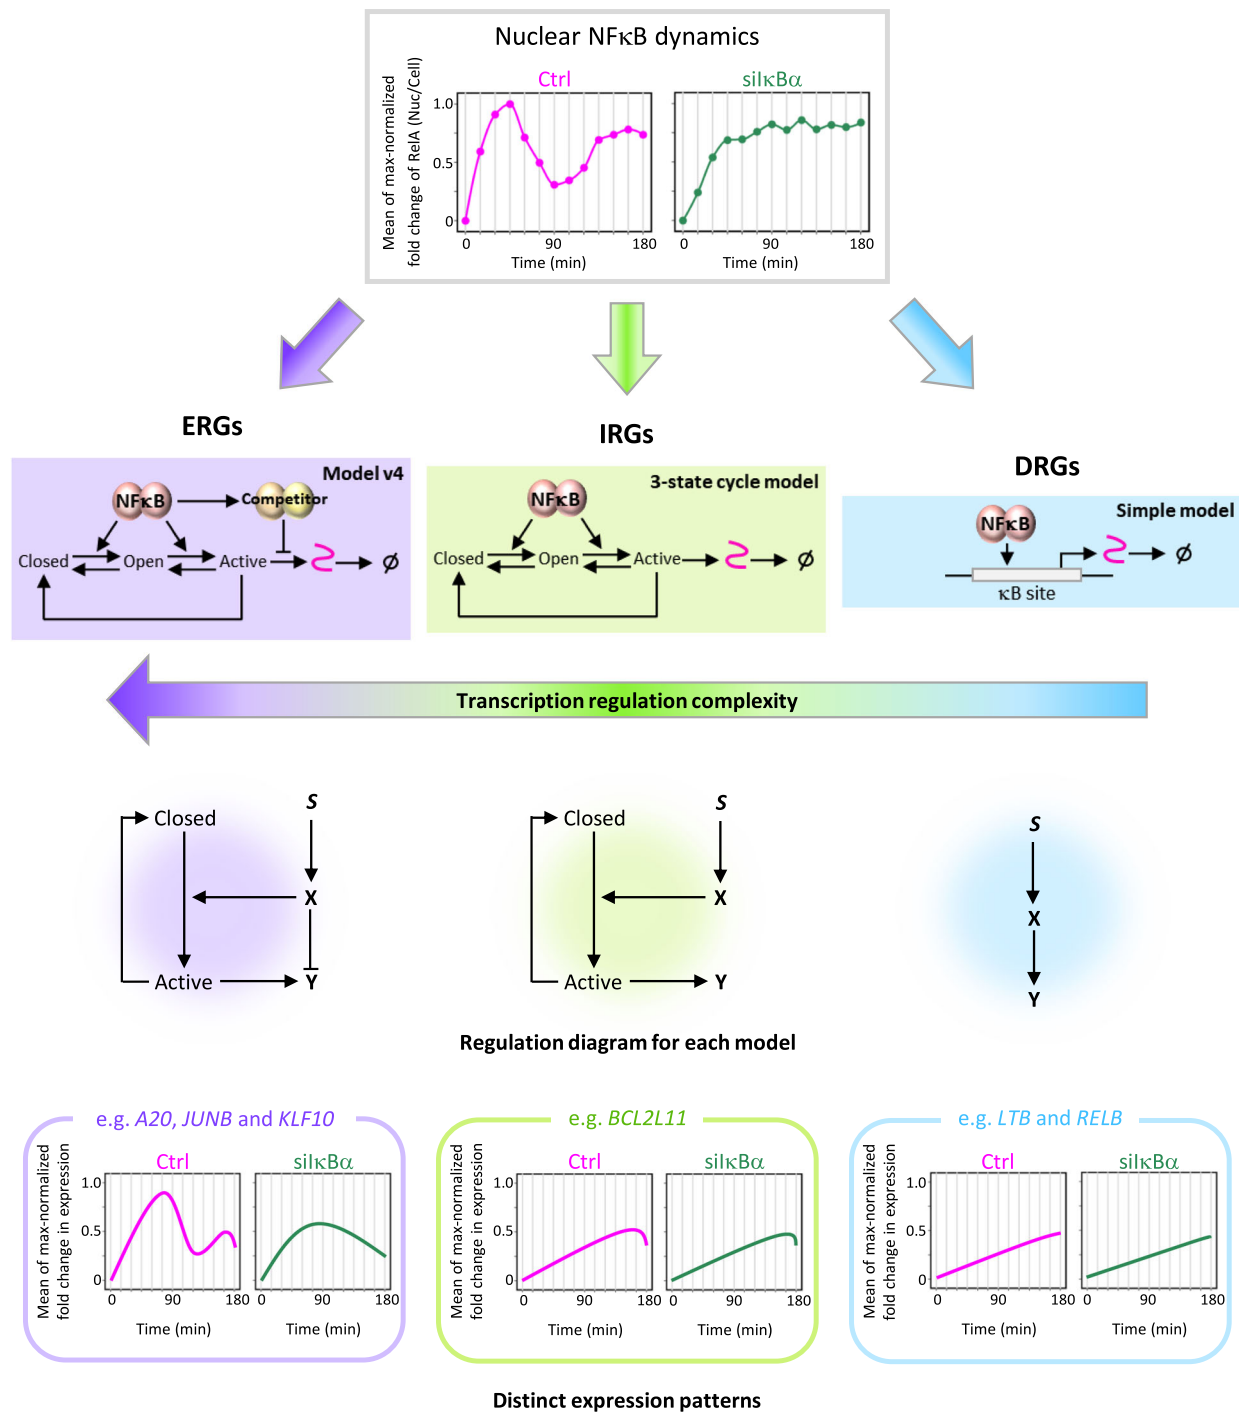 Nuclear NFκB dynamics
Ctrl
siIκBα
Mean of max-normalized
fold change of RelA (Nuc/Cell)
1.0
0.5
0
0
90
180
0
90
180
Time (min)
Time (min)
ERGs
IRGs
DRGs
Model v4
NFκB
Competitor
Closed
Open
Active
Ø
3-state cycle model
NFκB
Closed
Open
Active
Ø
Simple model
NFκB
Ø
κB site
Transcription regulation complexity
Closed
S
X
Active
Y
Closed
S
X
Active
Y
S
X
Y
Regulation diagram for each model
e.g. A20, JUNB and KLF10
Mean of max-normalized
fold change in expression
Ctrl
siIκBα
1.0
0.5
0
0
90
180
0
90
180
Time (min)
Time (min)
e.g. BCL2L11
Mean of max-normalized
fold change in expression
Ctrl
siIκBα
1.0
0.5
0
0
90
180
0
90
180
Time (min)
Time (min)
e.g. LTB and RELB
Mean of max-normalized
fold change in expression
Ctrl
siIκBα
1.0
0.5
0
0
90
180
0
90
180
Time (min)
Time (min)
Distinct expression patterns